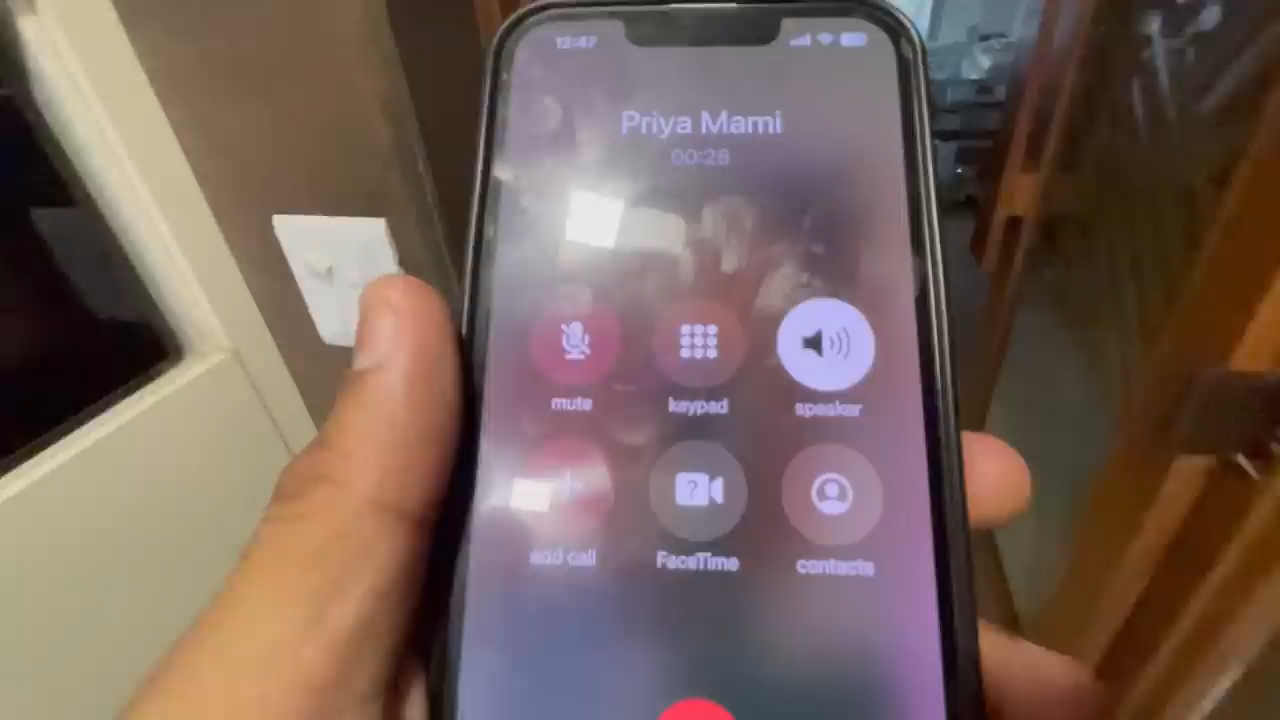 12:47
Priya Mami
00:26
mute keypad speaker
add call FaceTime contacts